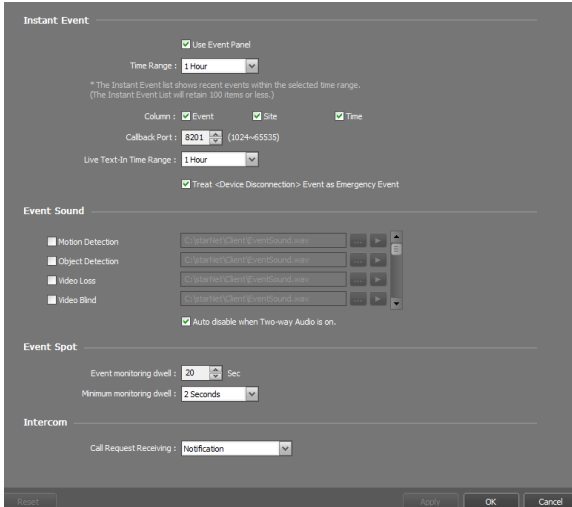 Instant Event
Use Event Panel
Time Range : 1 Hour
* The Instant Event list shows recent events within the selected time range.
(The Instant Event List will retain 100 items or less.)
Column : Event Site Time
Callback Port : 8201 (1024~65535)
Live Text-In Time Range : 1 Hour
Treat <Device Disconnection> Event as Emergency Event
Event Sound
Motion Detection C:\starNet\Client\EventSound.wav ...
Object Detection C:\starNet\Client\EventSound.wav ...
Video Loss C:\starNet\Client\EventSound.wav ...
Video Blind C:\starNet\Client\EventSound.wav ...
Auto disable when Two-way Audio is on.
Event Spot
Event monitoring dwell : 20 Sec
Minimum monitoring dwell : 2 Seconds
Intercom
Call Request Receiving : Notification
Reset Apply OK Cancel